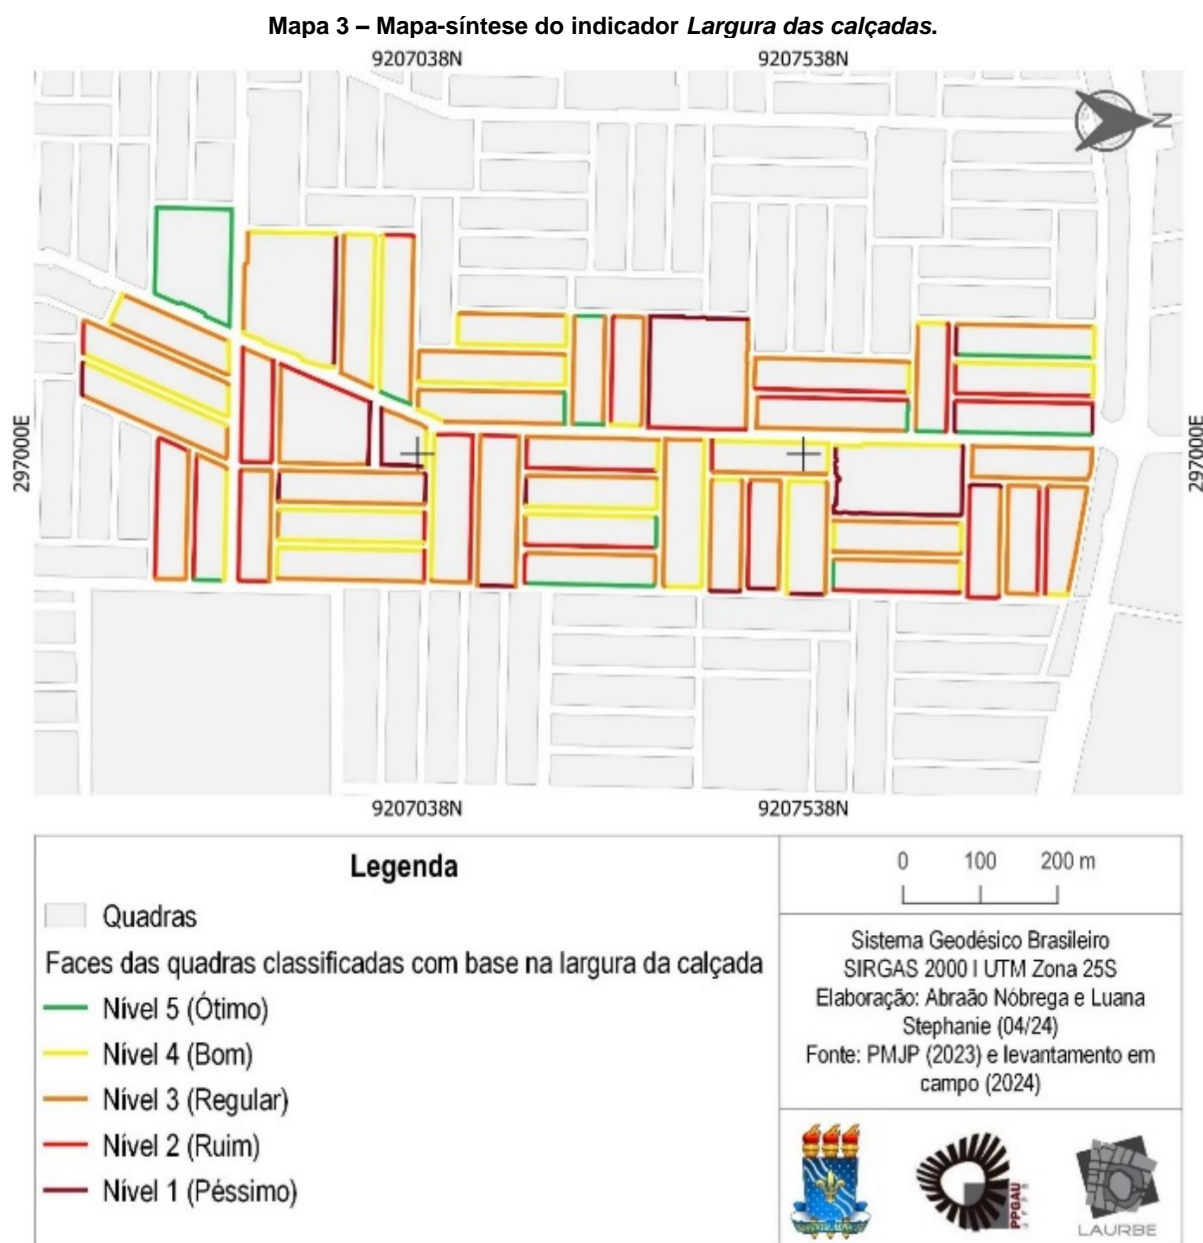 Mapa 3 – Mapa-síntese do indicador Largura das calçadas.
9207038N 9207538N
N
297000E 297000E
9207038N 9207538N
Legenda
Quadras
Faces das quadras classificadas com base na largura da calçada
Nível 5 (Ótimo)
Nível 4 (Bom)
Nível 3 (Regular)
Nível 2 (Ruim)
Nível 1 (Péssimo)
0 100 200 m
Sistema Geodésico Brasileiro
SIRGAS 2000 I UTM Zona 25S
Elaboração: Abraão Nóbrega e Luana
Stephanie (04/24)
Fonte: PMJP (2023) e levantamento em
campo (2024)
PPGAU
LAURBE